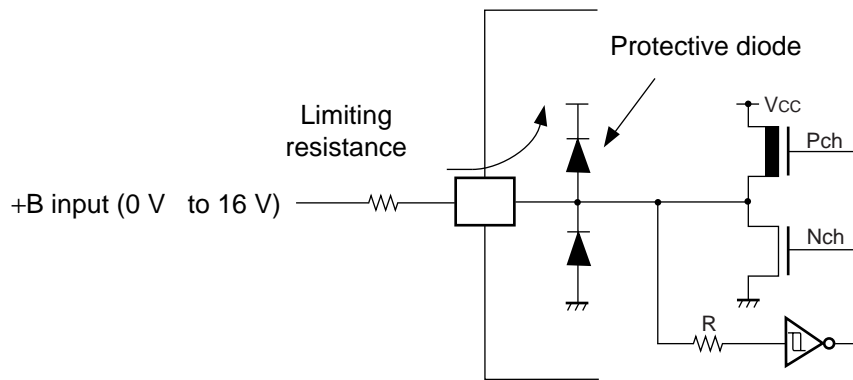 Protective diode
Limiting
resistance
VCC
Pch
+B input (0 V to 16 V)
Nch
R